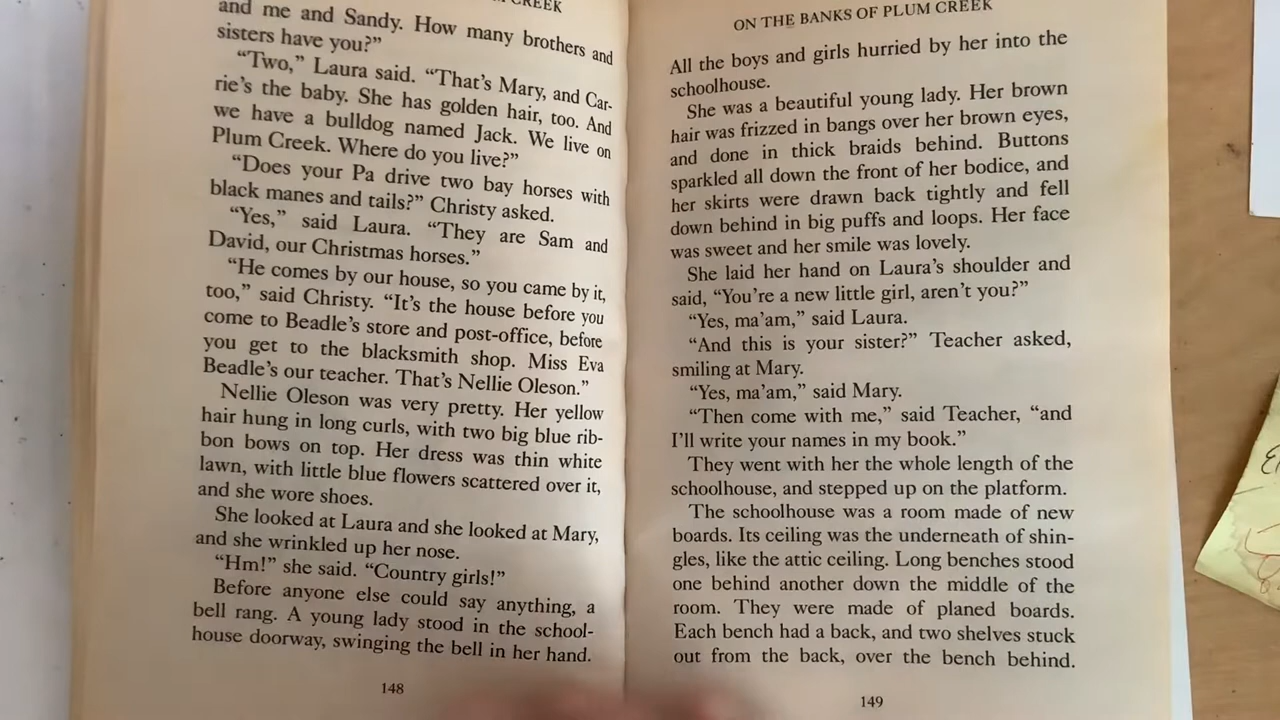 CREEK
and me and Sandy. How many brothers and
sisters have you?”
“Two,” Laura said. “That’s Mary, and Car-
rie’s the baby. She has golden hair, too. And
we have a bulldog named Jack. We live on
Plum Creek. Where do you live?”
“Does your Pa drive two bay horses with
black manes and tails?” Christy asked.
“Yes,” said Laura. “They are Sam and
David, our Christmas horses.”
“He comes by our house, so you came by it,
too,” said Christy. “It’s the house before you
come to Beadle’s store and post-office, before
you get to the blacksmith shop. Miss Eva
Beadle’s our teacher. That’s Nellie Oleson.”
Nellie Oleson was very pretty. Her yellow
hair hung in long curls, with two big blue rib-
bon bows on top. Her dress was thin white
lawn, with little blue flowers scattered over it,
and she wore shoes.
She looked at Laura and she looked at Mary,
and she wrinkled up her nose.
“Hm!” she said. “Country girls!”
Before anyone else could say anything, a
bell rang. A young lady stood in the school-
house doorway, swinging the bell in her hand.
148
ON THE BANKS OF PLUM CREEK
All the boys and girls hurried by her into the
schoolhouse.
She was a beautiful young lady. Her brown
hair was frizzed in bangs over her brown eyes,
and done in thick braids behind. Buttons
sparkled all down the front of her bodice, and
her skirts were drawn back tightly and fell
down behind in big puffs and loops. Her face
was sweet and her smile was lovely.
She laid her hand on Laura’s shoulder and
said, “You’re a new little girl, aren’t you?”
“Yes, ma’am,” said Laura.
“And this is your sister?” Teacher asked,
smiling at Mary.
“Yes, ma’am,” said Mary.
“Then come with me,” said Teacher, “and
I’ll write your names in my book.”
They went with her the whole length of the
schoolhouse, and stepped up on the platform.
The schoolhouse was a room made of new
boards. Its ceiling was the underneath of shin-
gles, like the attic ceiling. Long benches stood
one behind another down the middle of the
room. They were made of planed boards.
Each bench had a back, and two shelves stuck
out from the back, over the bench behind.
149